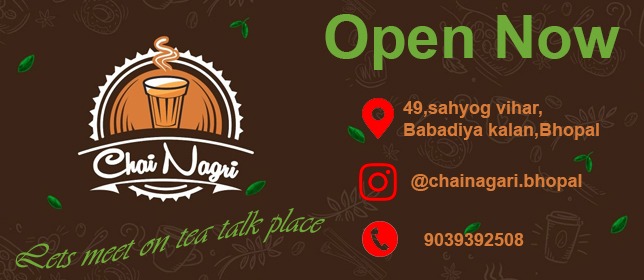 Chai Nagri
Lets meet on tea talk place
Open Now
49,sahyog vihar,
Babadiya kalan,Bhopal
@chainagari.bhopal
9039392508